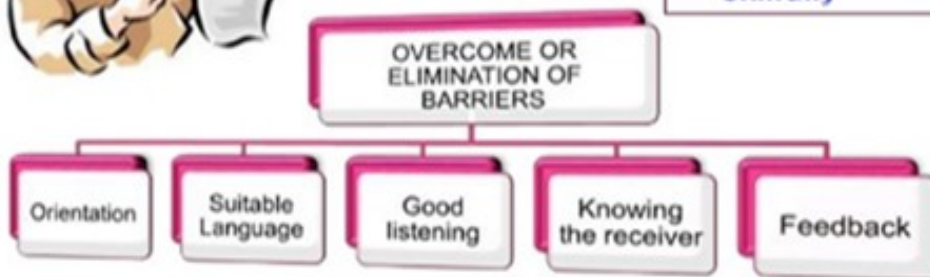 OVERCOME OR
ELIMINATION OF
BARRIERS
Orientation
Suitable
Language
Good
listening
Knowing
the receiver
Feedback